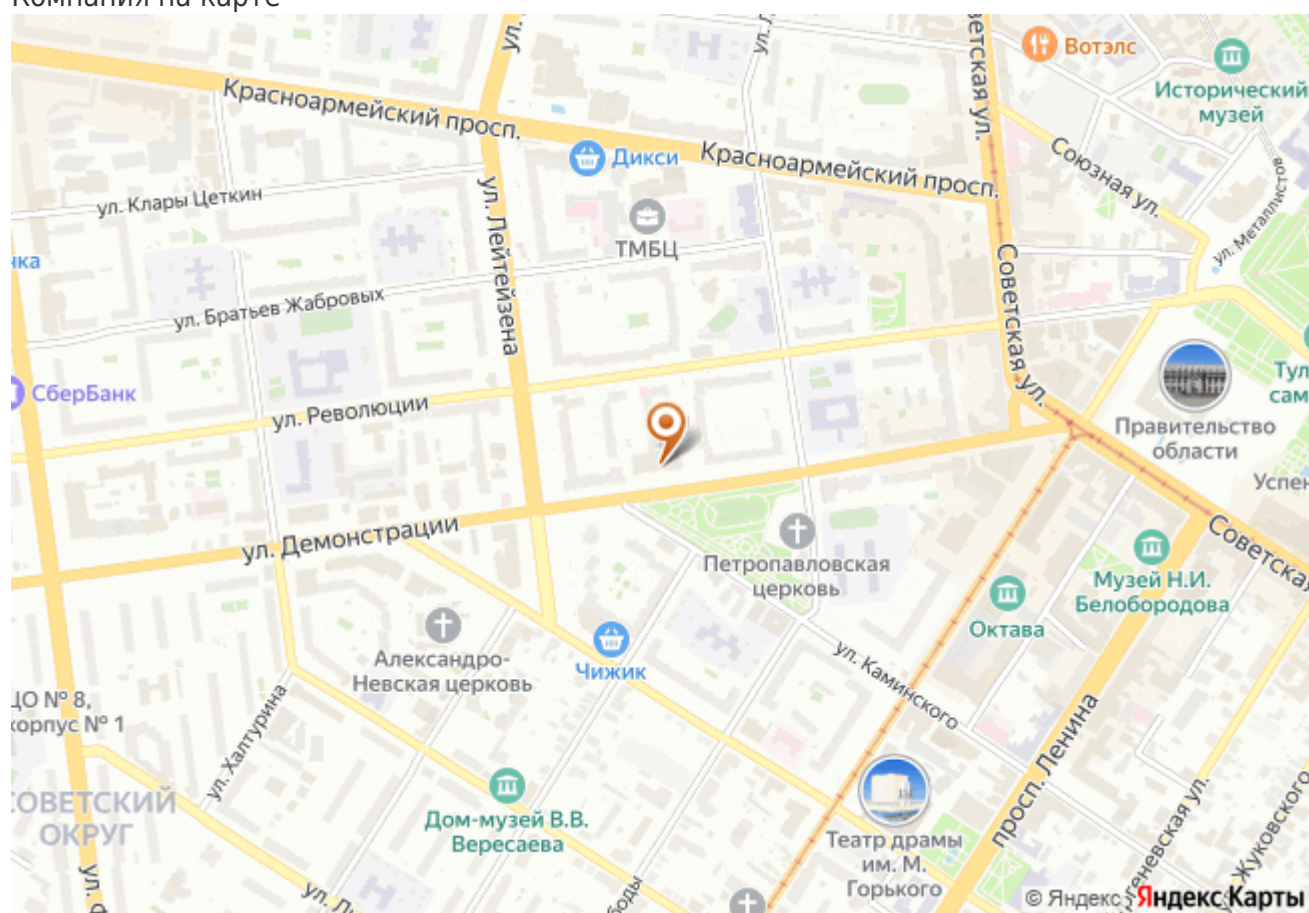 Компания на карте
Вотэлс
Исторический
музей
Красноармейский просп.
Дикси
Красноармейский просп.
Советская ул.
Союзная ул.
ул. Металлистов
ул. Клары Цеткин
ул. Лейтейзена
ТМБЦ
ул. Братьев Жабровых
Советская ул.
СберБанк
ул. Революции
Правительство
области
ул. Демонстрации
Петропавловская
церковь
Музей Н.И.
Белобородова
Октава
Александро-
Невская церковь
Чижик
ул. Каминского
ЦО № 8,
корпус № 1
ул. Халтурина
просп. Ленина
СОВЕТСКИЙ
ОКРУГ
Дом-музей В.В.
Вересаева
Театр драмы
им. М.
Горького
© Яндекс Яндекс Карты